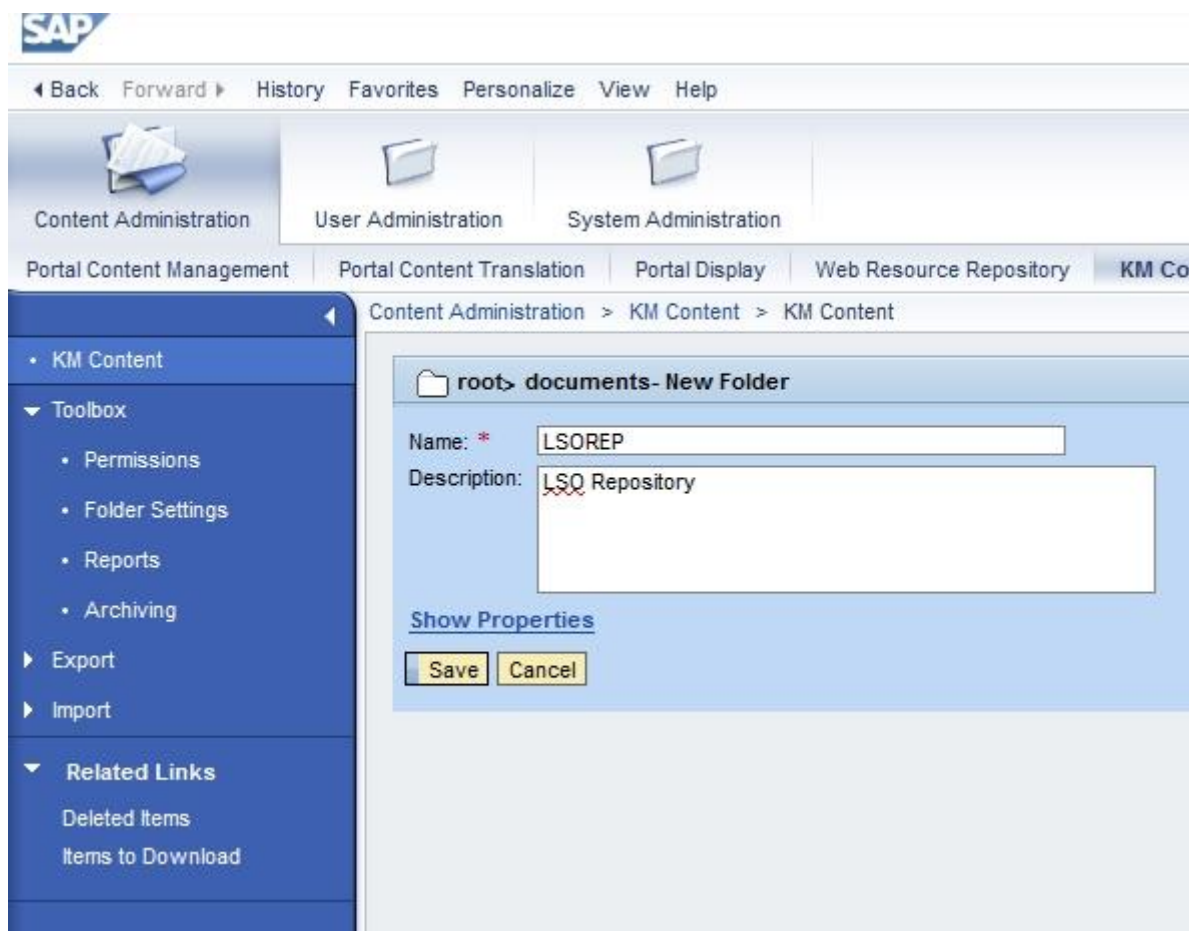 SAP
Back Forward History Favorites Personalize View Help
Content Administration User Administration System Administration
Portal Content Management Portal Content Translation Portal Display Web Resource Repository KM Co
Content Administration > KM Content > KM Content
KM Content
root> documents- New Folder
Toolbox
Name: * LSOREP
Permissions
Description: LSO Repository
Folder Settings
Reports
Archiving
Show Properties
Export
Save Cancel
Import
Related Links
Deleted Items
Items to Download